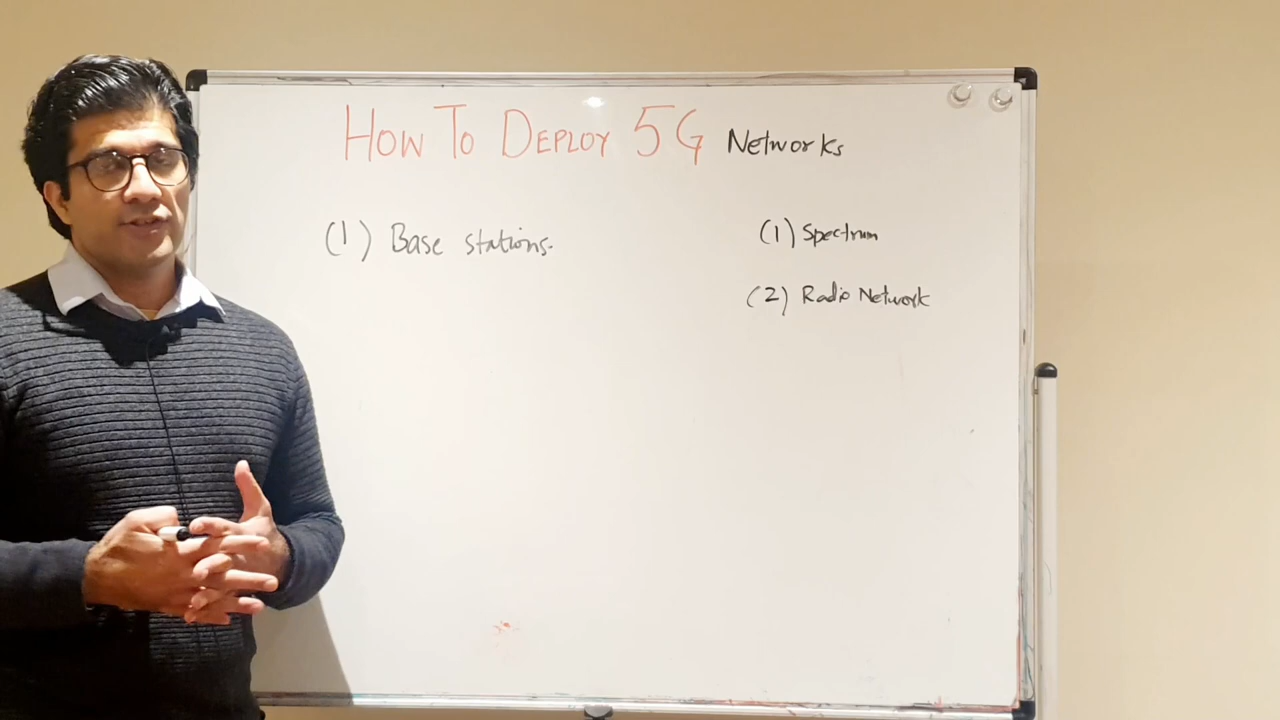 How To Deploy 5G Networks
(1) Base stations.
(1) Spectrum
(2) Radio Network